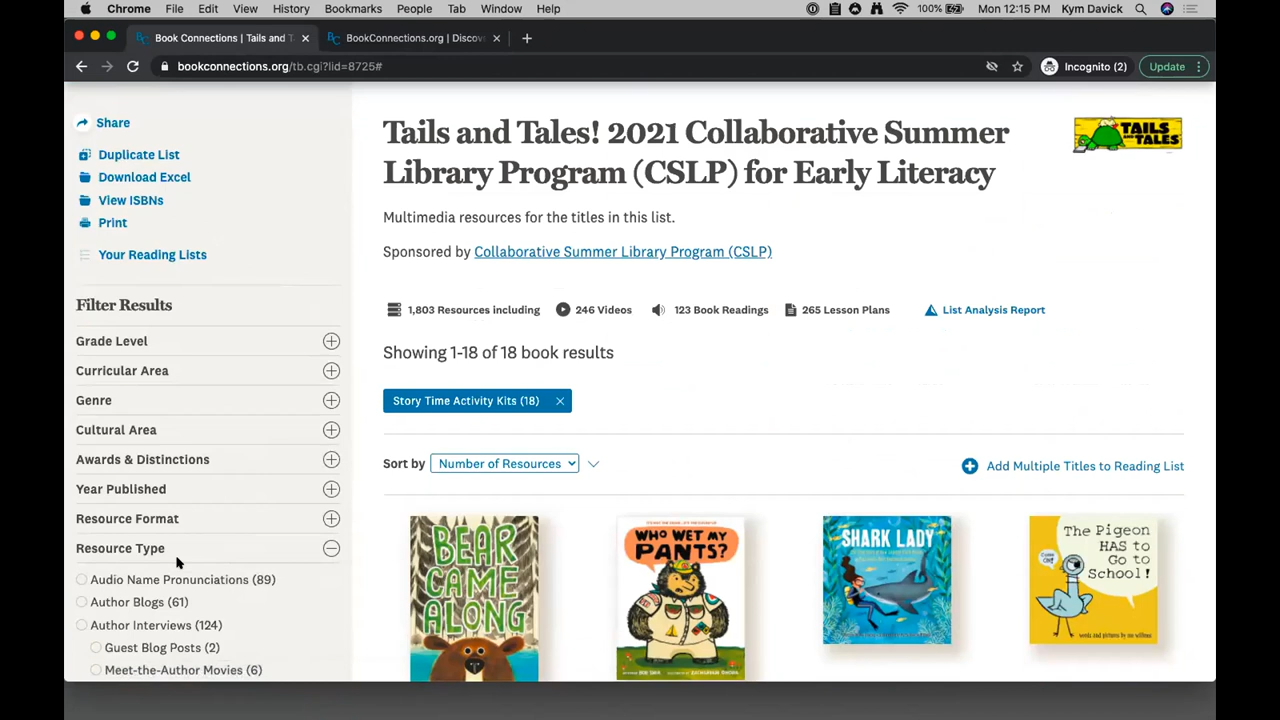 Chrome File Edit View History Bookmarks People Tab Window Help 100% Mon 12:15 PM Kym Davick
Book Connections | Tails and T
BookConnections.org | Discov
bookconnections.org/tb.cgi?lid=8725#
Incognito (2)
Update
Share
Duplicate List
Download Excel
View ISBNs
Print
Your Reading Lists
Filter Results
Grade Level
Curricular Area
Genre
Cultural Area
Awards & Distinctions
Year Published
Resource Format
Resource Type
Audio Name Pronunciations (89)
Author Blogs (61)
Author Interviews (124)
Guest Blog Posts (2)
Meet-the-Author Movies (6)
Tails and Tales! 2021 Collaborative Summer
Library Program (CSLP) for Early Literacy
TAILS
AND TALES
Multimedia resources for the titles in this list.
Sponsored by Collaborative Summer Library Program (CSLP)
1,803 Resources including 246 Videos 123 Book Readings 265 Lesson Plans List Analysis Report
Showing 1-18 of 18 book results
Story Time Activity Kits (18)
Sort by Number of Resources
Add Multiple Titles to Reading List
BEAR
CAME
ALONG
WHO WET MY
PANTS?
SHARK LADY
The Pigeon
HAS to
Go to
School!
words and pictures by mo willems